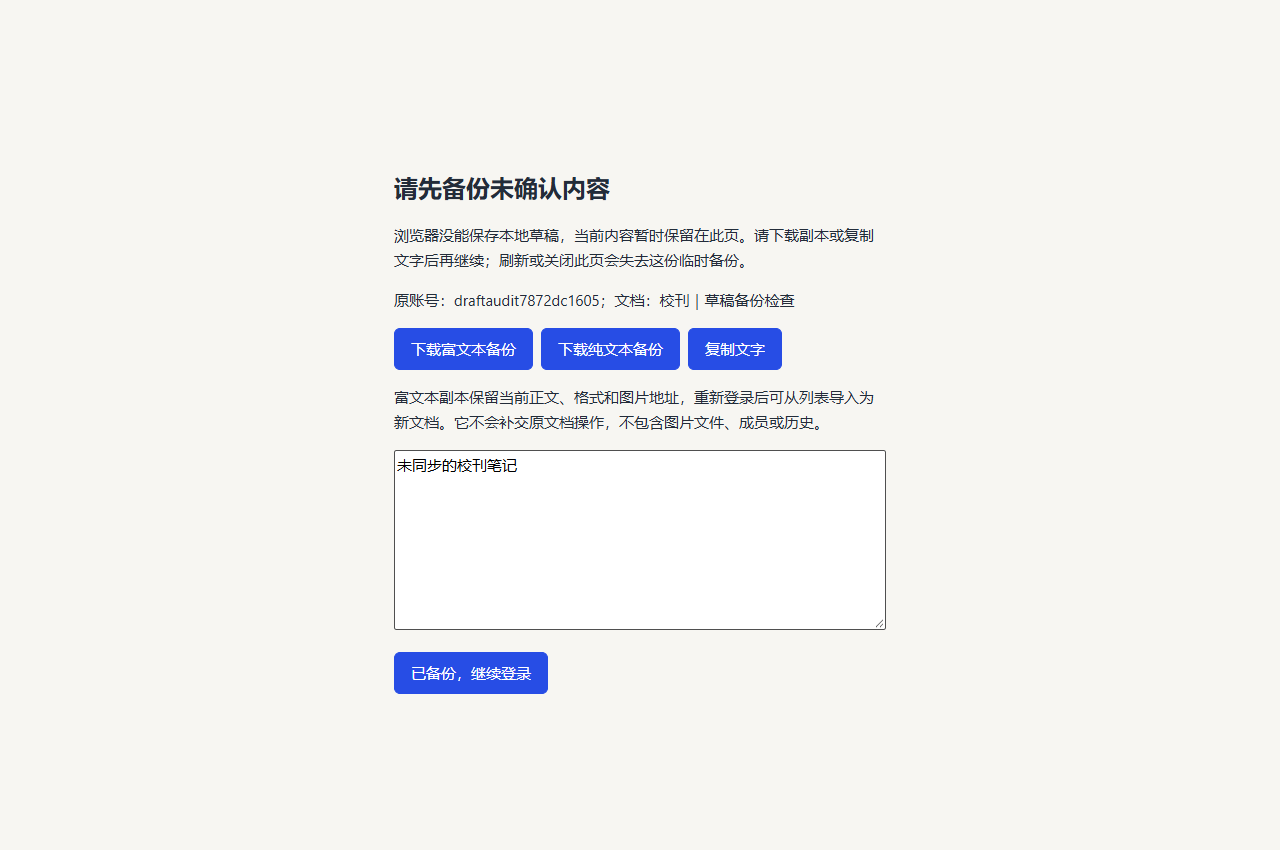 请先备份未确认内容
浏览器没能保存本地草稿，当前内容暂时保留在此页。请下载副本或复制
文字后再继续；刷新或关闭此页会失去这份临时备份。
原账号：draftaudit7872dc1605；文档：校刊 | 草稿备份检查
下载富文本备份 下载纯文本备份 复制文字
富文本副本保留当前正文、格式和图片地址，重新登录后可从列表导入为
新文档。它不会补交原文档操作，不包含图片文件、成员或历史。
未同步的校刊笔记
已备份，继续登录